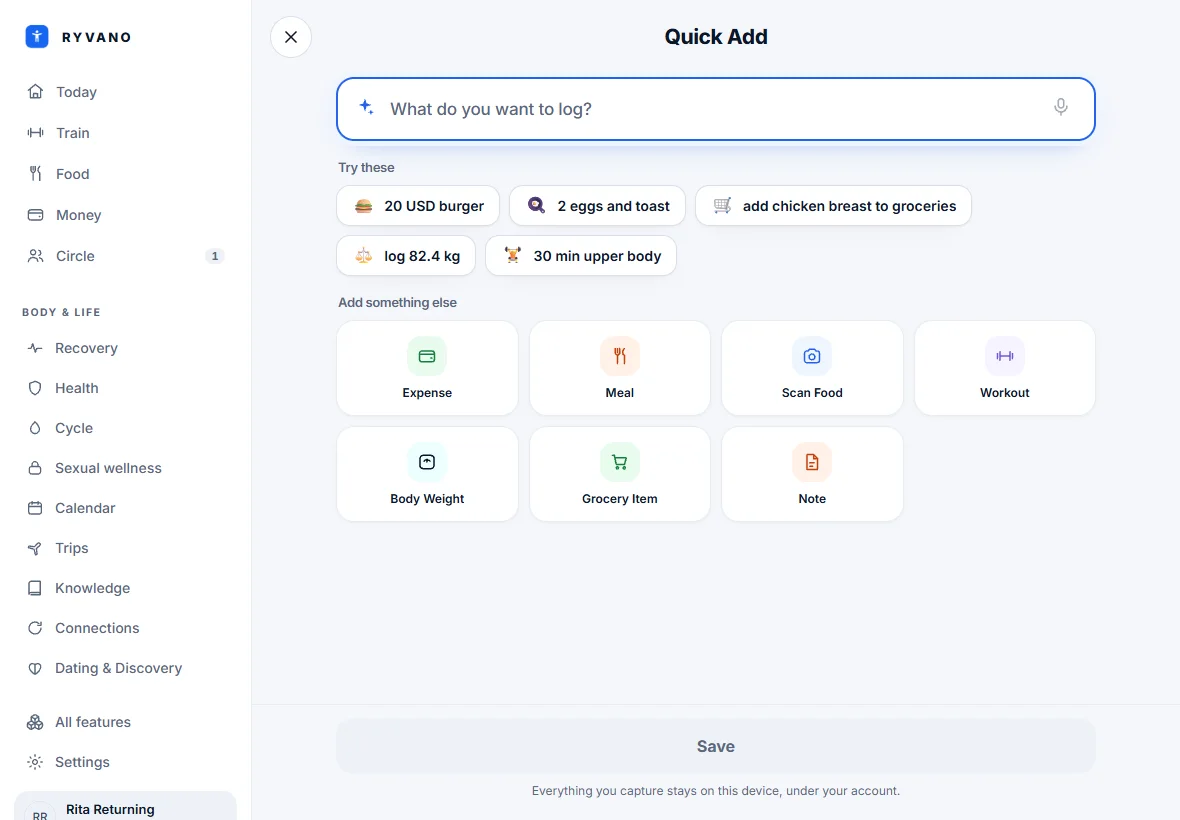 RYVANO
Today
Train
Food
Money
Circle
1
BODY & LIFE
Recovery
Health
Cycle
Sexual wellness
Calendar
Trips
Knowledge
Connections
Dating & Discovery
All features
Settings
RR
Rita Returning
Quick Add
What do you want to log?
Try these
20 USD burger
2 eggs and toast
add chicken breast to groceries
log 82.4 kg
30 min upper body
Add something else
Expense
Meal
Scan Food
Workout
Body Weight
Grocery Item
Note
Save
Everything you capture stays on this device, under your account.